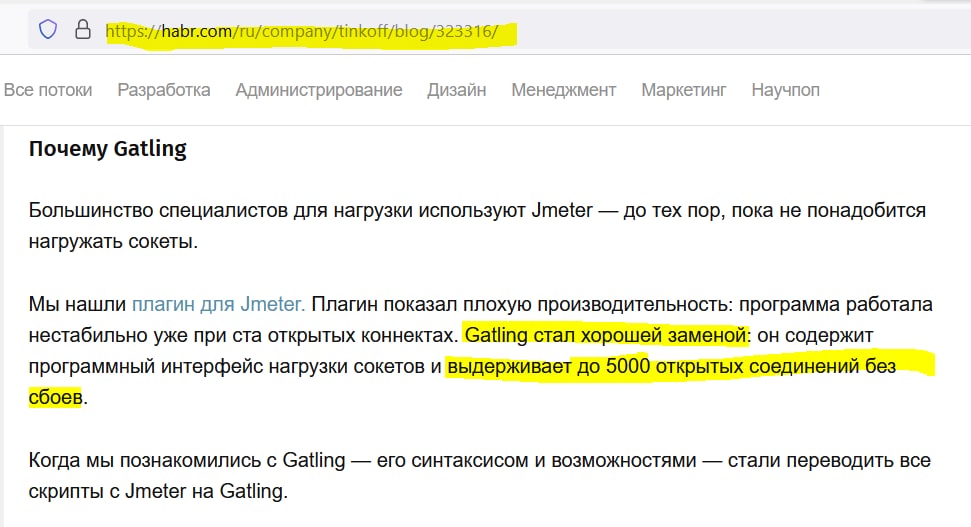 https://habr.com/ru/company/tinkoff/blog/323316/
Все потоки Разработка Администрирование Дизайн Менеджмент Маркетинг Научпоп
Почему Gatling
Большинство специалистов для нагрузки используют Jmeter — до тех пор, пока не понадобится
нагружать сокеты.
Мы нашли плагин для Jmeter. Плагин показал плохую производительность: программа работала
нестабильно уже при ста открытых коннектах. Gatling стал хорошей заменой: он содержит
программный интерфейс нагрузки сокетов и выдерживает до 5000 открытых соединений без
сбоев.
Когда мы познакомились с Gatling — его синтаксисом и возможностями — стали переводить все
скрипты с Jmeter на Gatling.